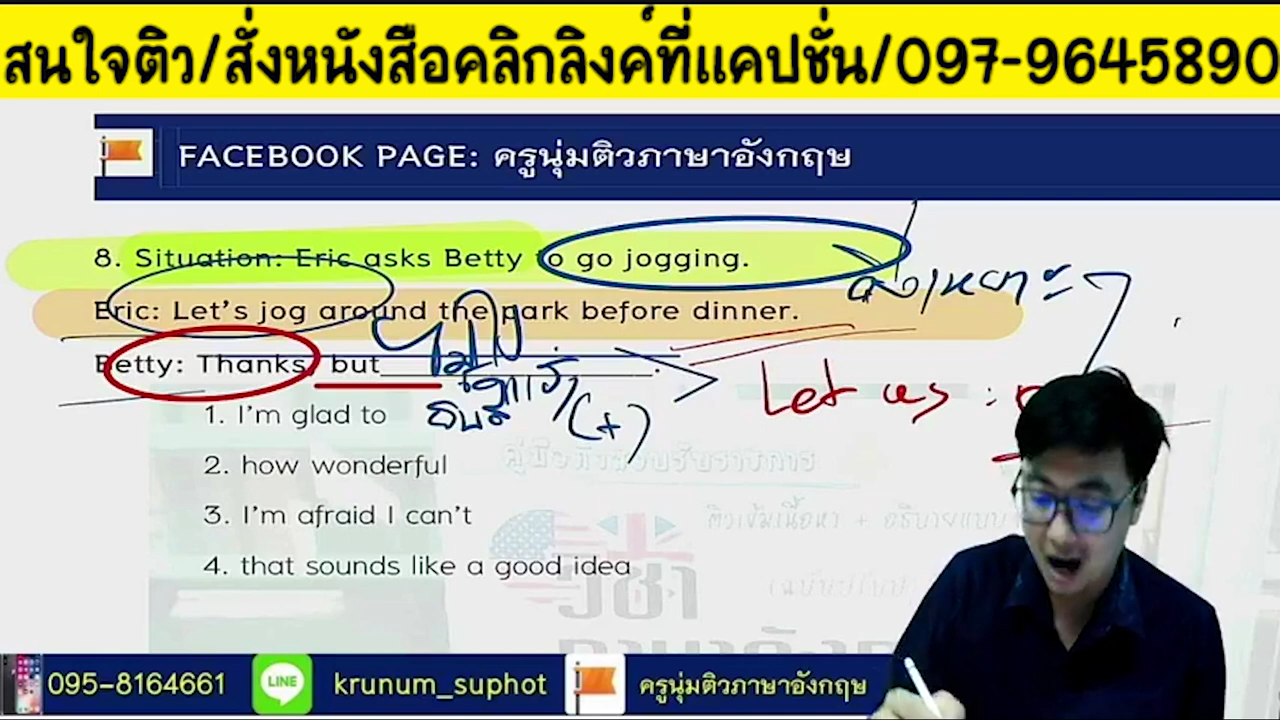 สนใจติว/สั่งหนังสือคลิกลิงค์ที่แคปชั่น/097-9645890
FACEBOOK PAGE: ครูนุ่มติวภาษาอังกฤษ
8. Situation: Eric asks Betty to go jogging.
Eric: Let's jog around the park before dinner.
Betty: Thanks, but____________________.
Let us :
(+)
1. I'm glad to
2. how wonderful
3. I'm afraid I can't
4. that sounds like a good idea
วิชา
095-8164661
LINE
krunum_suphot
ครูนุ่มติวภาษาอังกฤษ